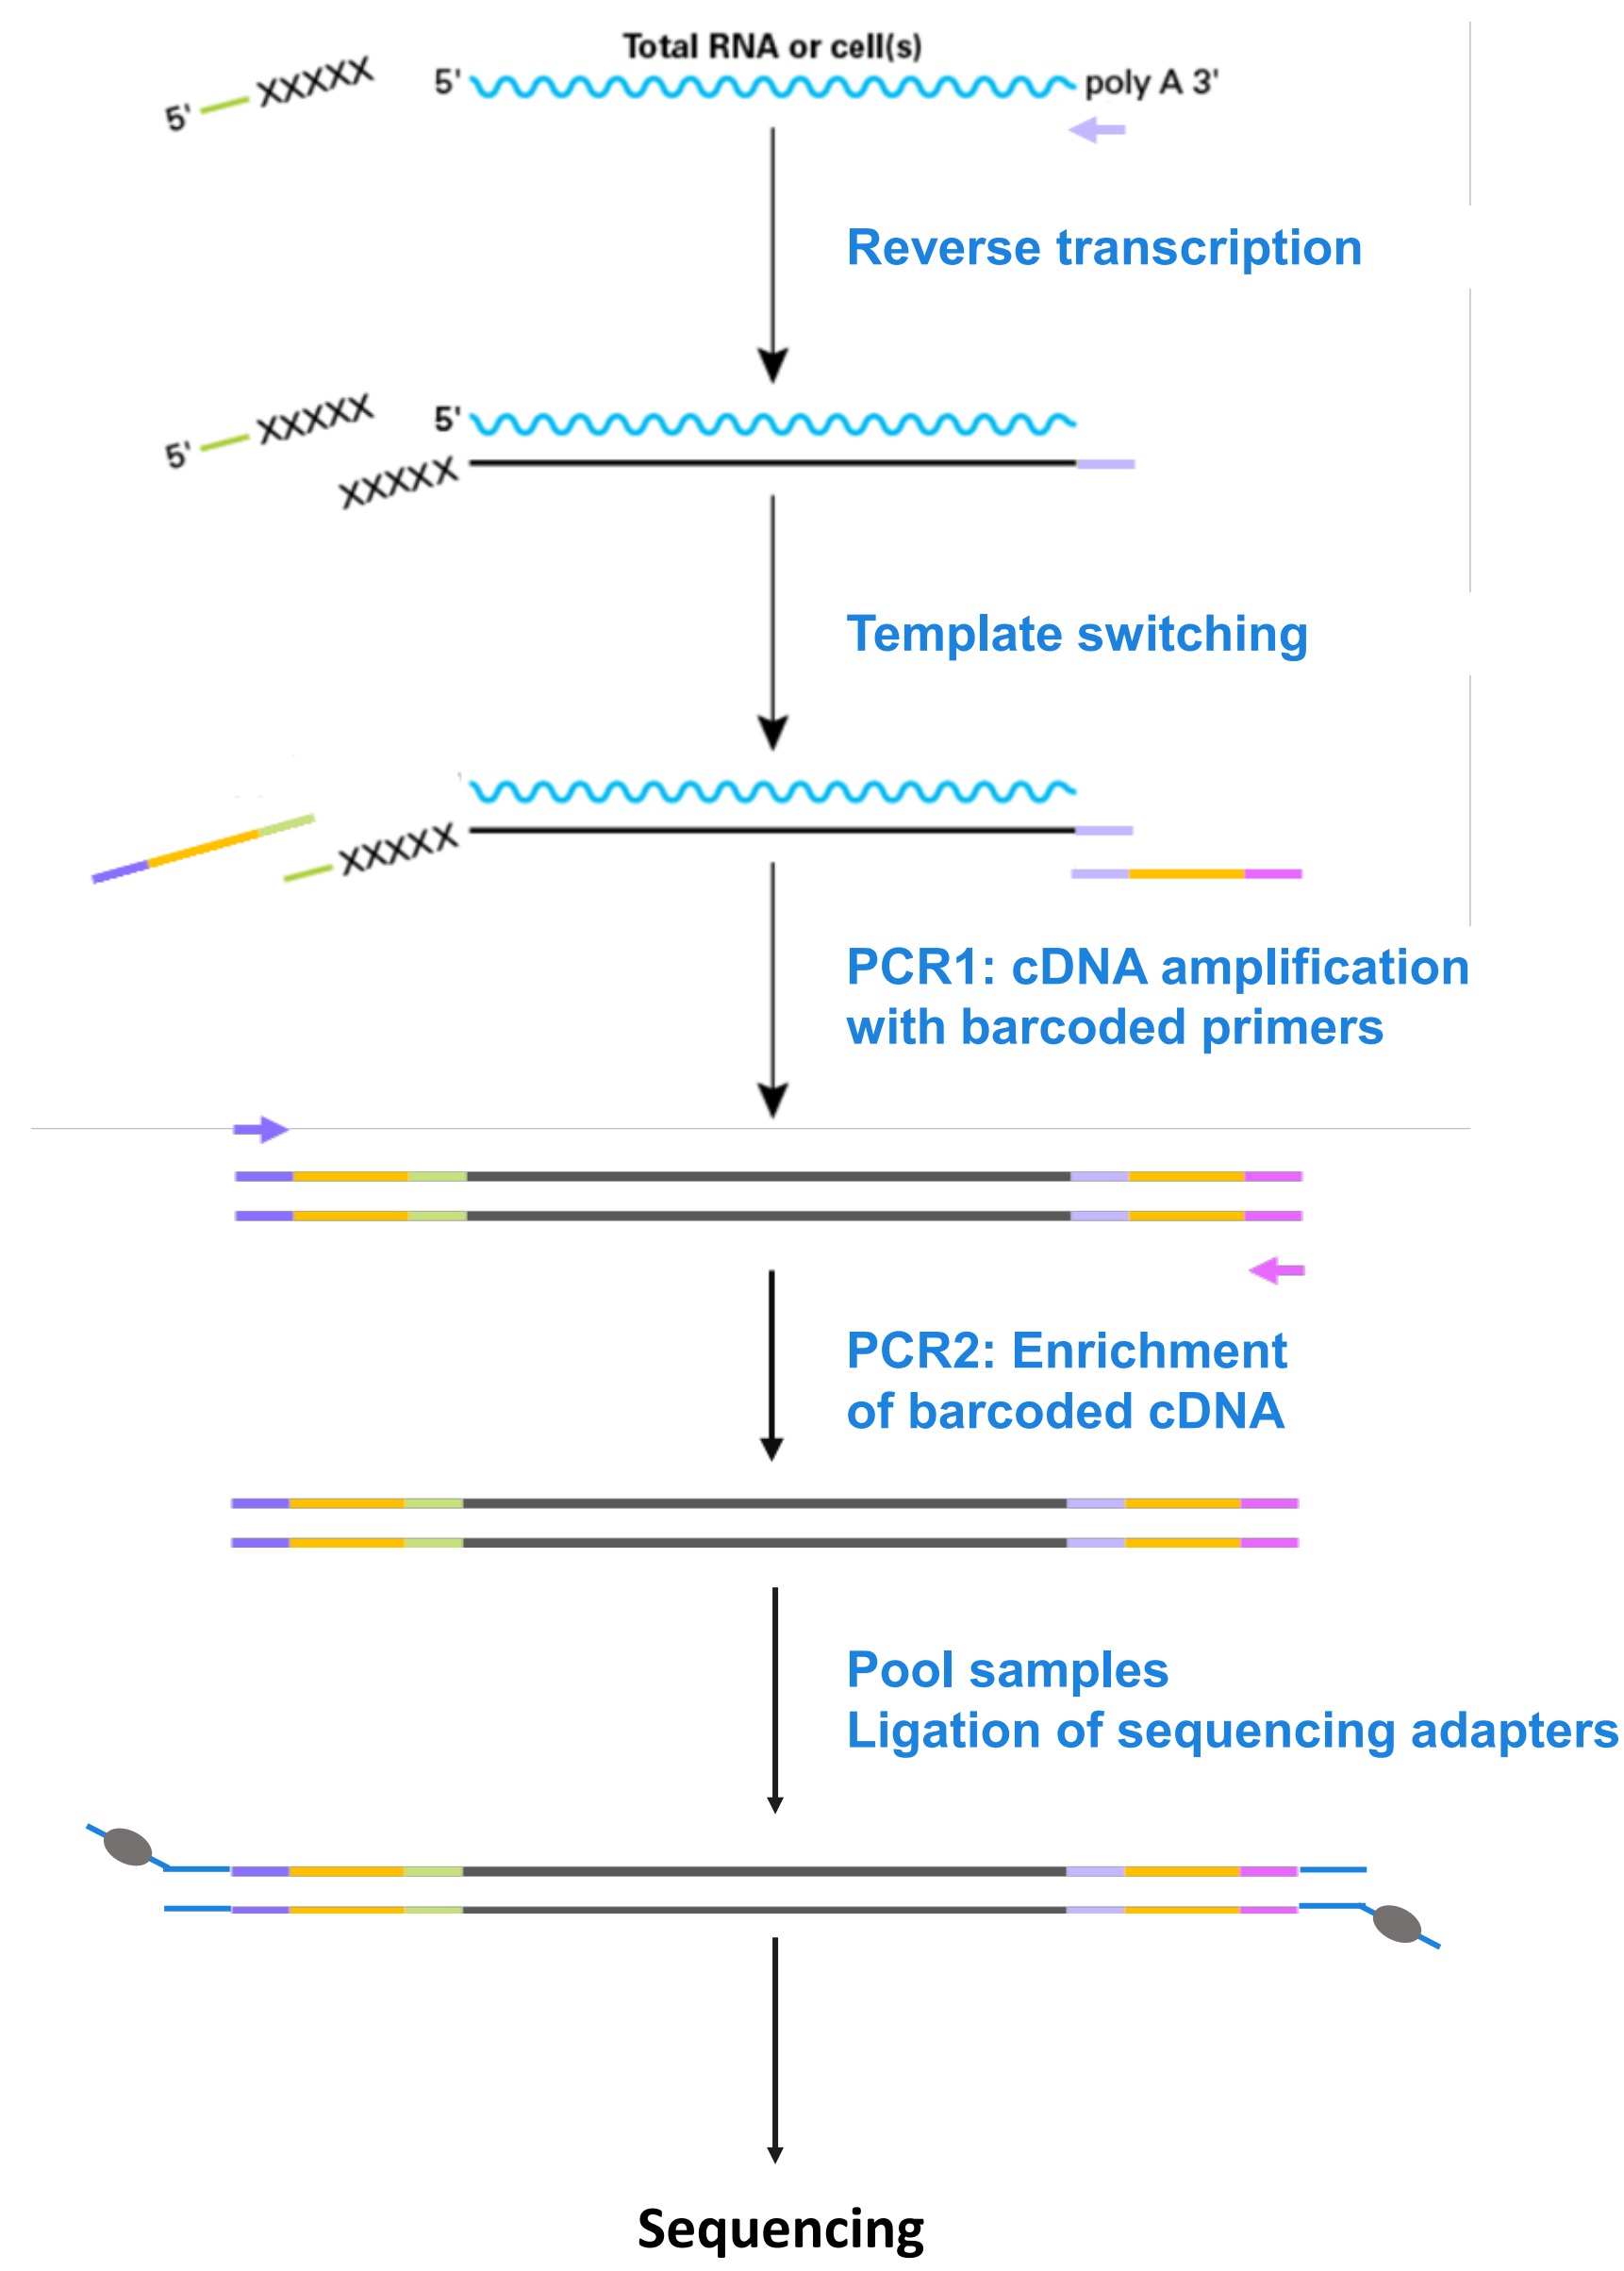 Total RNA or cell(s)
5' XXXXX 5' poly A 3'
Reverse transcription
5' XXXXX 5'
XXXXX
Template switching
XXXXX
PCR1: cDNA amplification
with barcoded primers
PCR2: Enrichment
of barcoded cDNA
Pool samples
Ligation of sequencing adapters
Sequencing